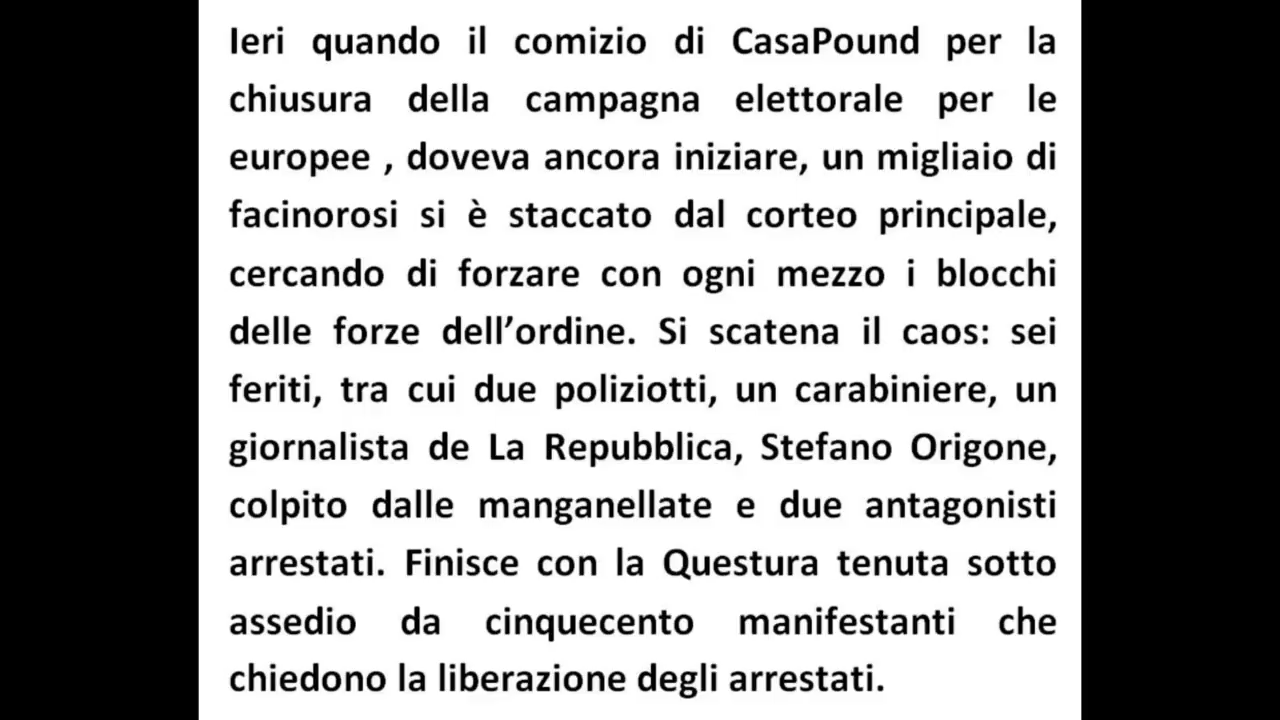 Ieri quando il comizio di CasaPound per la
chiusura della campagna elettorale per le
europee , doveva ancora iniziare, un migliaio di
facinorosi si è staccato dal corteo principale,
cercando di forzare con ogni mezzo i blocchi
delle forze dell’ordine. Si scatena il caos: sei
feriti, tra cui due poliziotti, un carabiniere, un
giornalista de La Repubblica, Stefano Origone,
colpito dalle manganellate e due antagonisti
arrestati. Finisce con la Questura tenuta sotto
assedio da cinquecento manifestanti che
chiedono la liberazione degli arrestati.